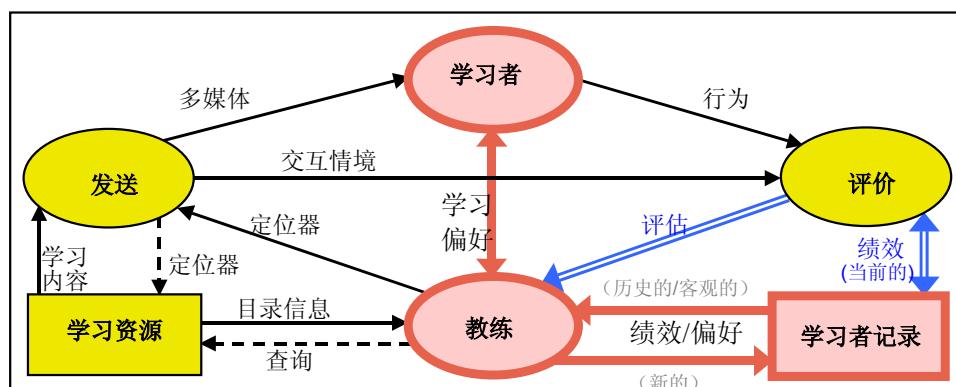 学习者
多媒体
行为
交互情境
发送
评价
学习
偏好
定位器
评估
学习
内容
定位器
绩效
(当前的)
(历史的/客观的)
目录信息
学习资源
教练
绩效/偏好
学习者记录
查询
(新的)